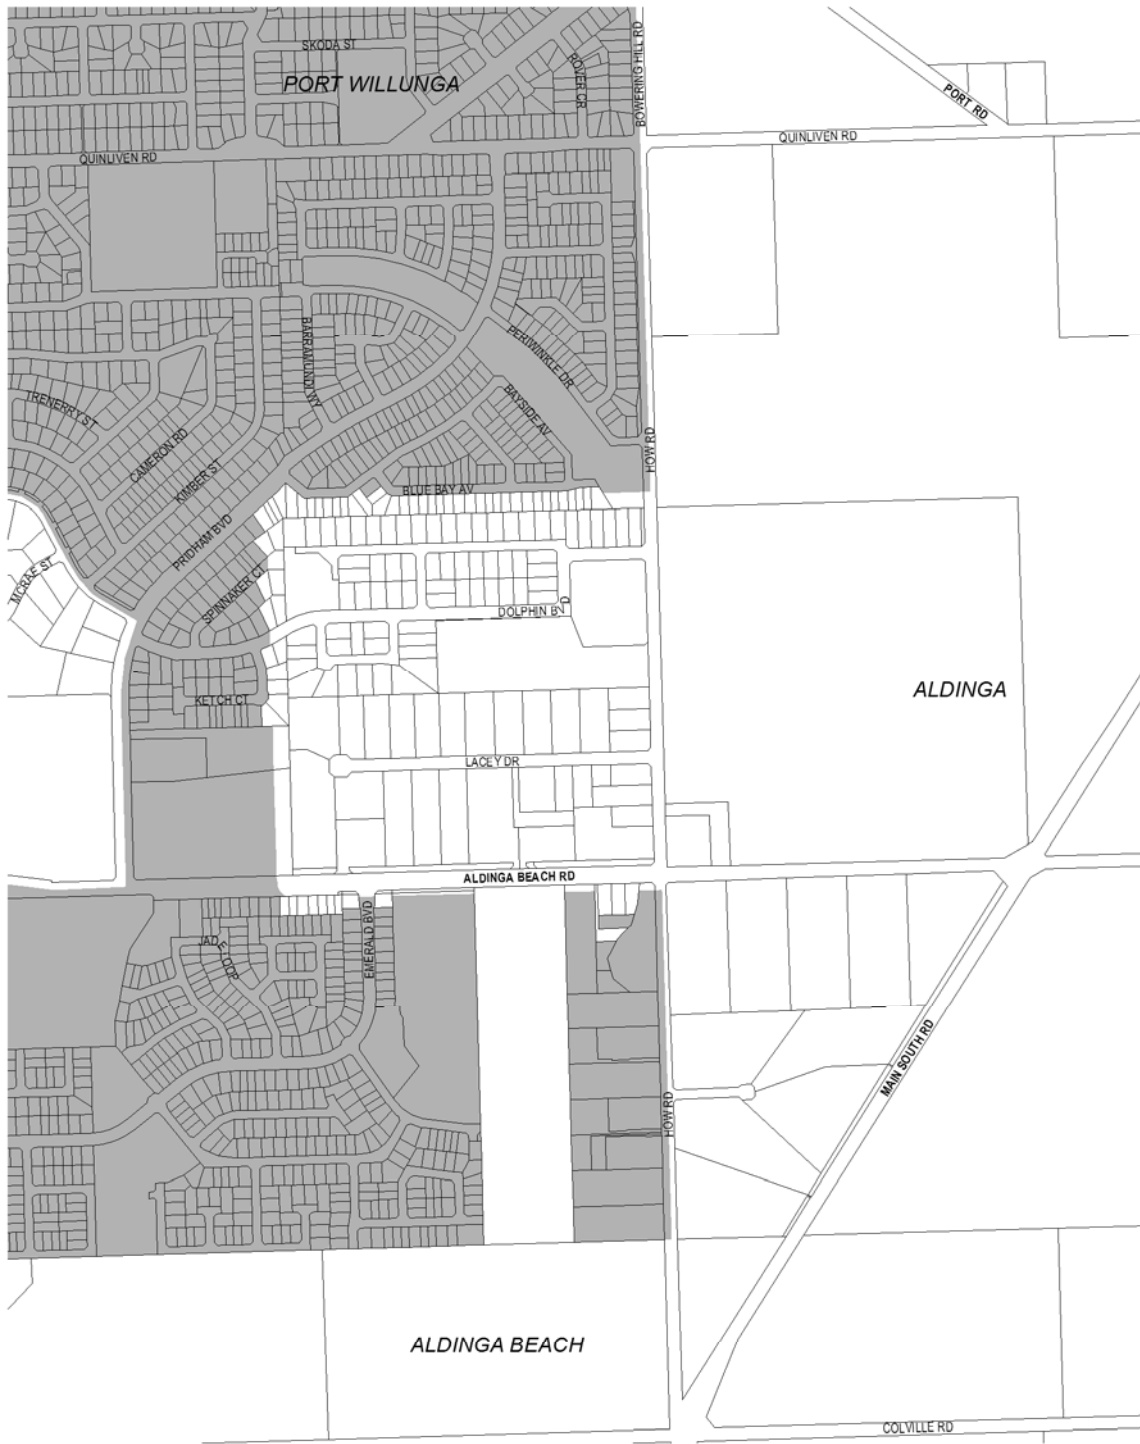 SKODA ST
PORT WILLUNGA
ROVER CR
BOWERING HILL RD
PORT RD
QUINLIVEN RD
QUINLIVEN RD
BARRAMUNDI WY
PERIWINKLE DR
BAYSIDE AV
TRENERRY ST
CAMERON RD
KIMBER ST
HOW RD
BLUE BAY AV
PRIDHAM BVD
MCRAE ST
SPINNAKER CT
DOLPHIN BVD
KETCH CT
ALDINGA
LACEY DR
ALDINGA BEACH RD
EMERALD BVD
JADE LOOP
MAIN SOUTH RD
HOW RD
ALDINGA BEACH
COLVILLE RD